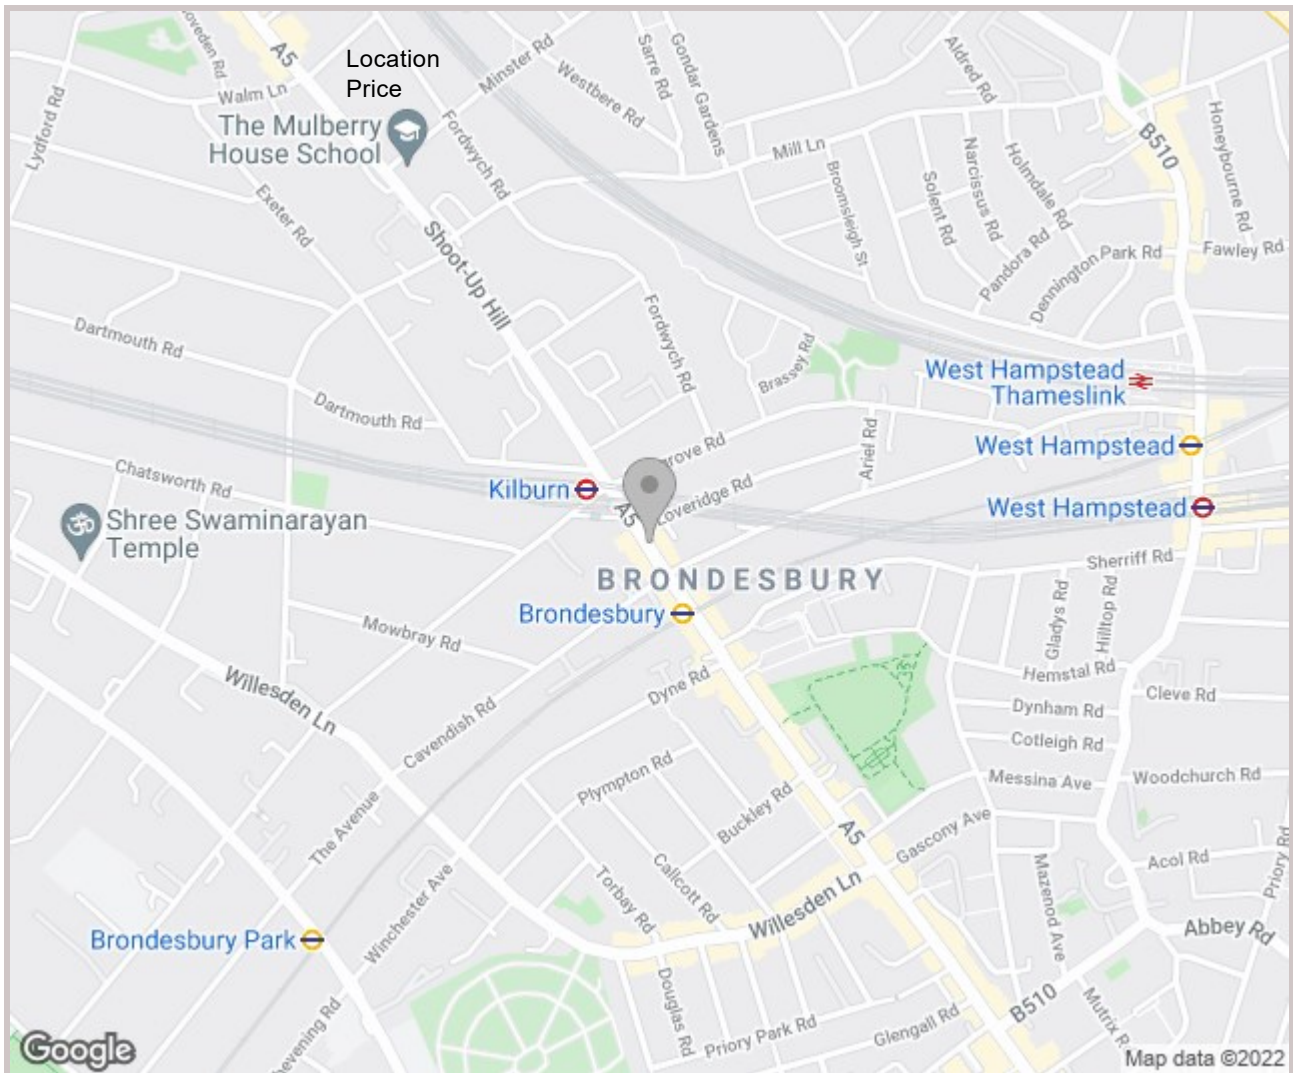 A5
Location
Price
Minster Rd
Westbere Rd
Sarre Rd
Gondar Gardens
Aldred Rd
Honeybourne Rd
B510
Walm Ln
Lydford Rd
The Mulberry
House School
Fordwych Rd
Mill Ln
Broomsleigh St
Solent Rd
Narcissus Rd
Holmdale Rd
Exeter Rd
Shoot-Up Hill
Pandora Rd
Dennington Park Rd
Fawley Rd
Dartmouth Rd
Fordwych Rd
Brassey Rd
West Hampstead
Thameslink
Dartmouth Rd
Ariel Rd
West Hampstead
Chatsworth Rd
Kilburn
A5
Loveridge Rd
West Hampstead
Shree Swaminarayan
Temple
Sherriff Rd
BRONDESBURY
Brondesbury
Gladys Rd
Hilltop Rd
Mowbray Rd
Hemstal Rd
Willesden Ln
Dyne Rd
Cleve Rd
Dynham Rd
Cavendish Rd
Cotleigh Rd
Plympton Rd
Messina Ave
Woodchurch Rd
Buckley Rd
The Avenue
A5
Gascony Ave
Acol Rd
Priory Rd
Winchester Ave
Torbay Rd
Callcott Rd
Willesden Ln
Mazenod Ave
Abbey Rd
Brondesbury Park
Douglas Rd
B510
Priory Park Rd
Glengall Rd
Google
Map data ©2022